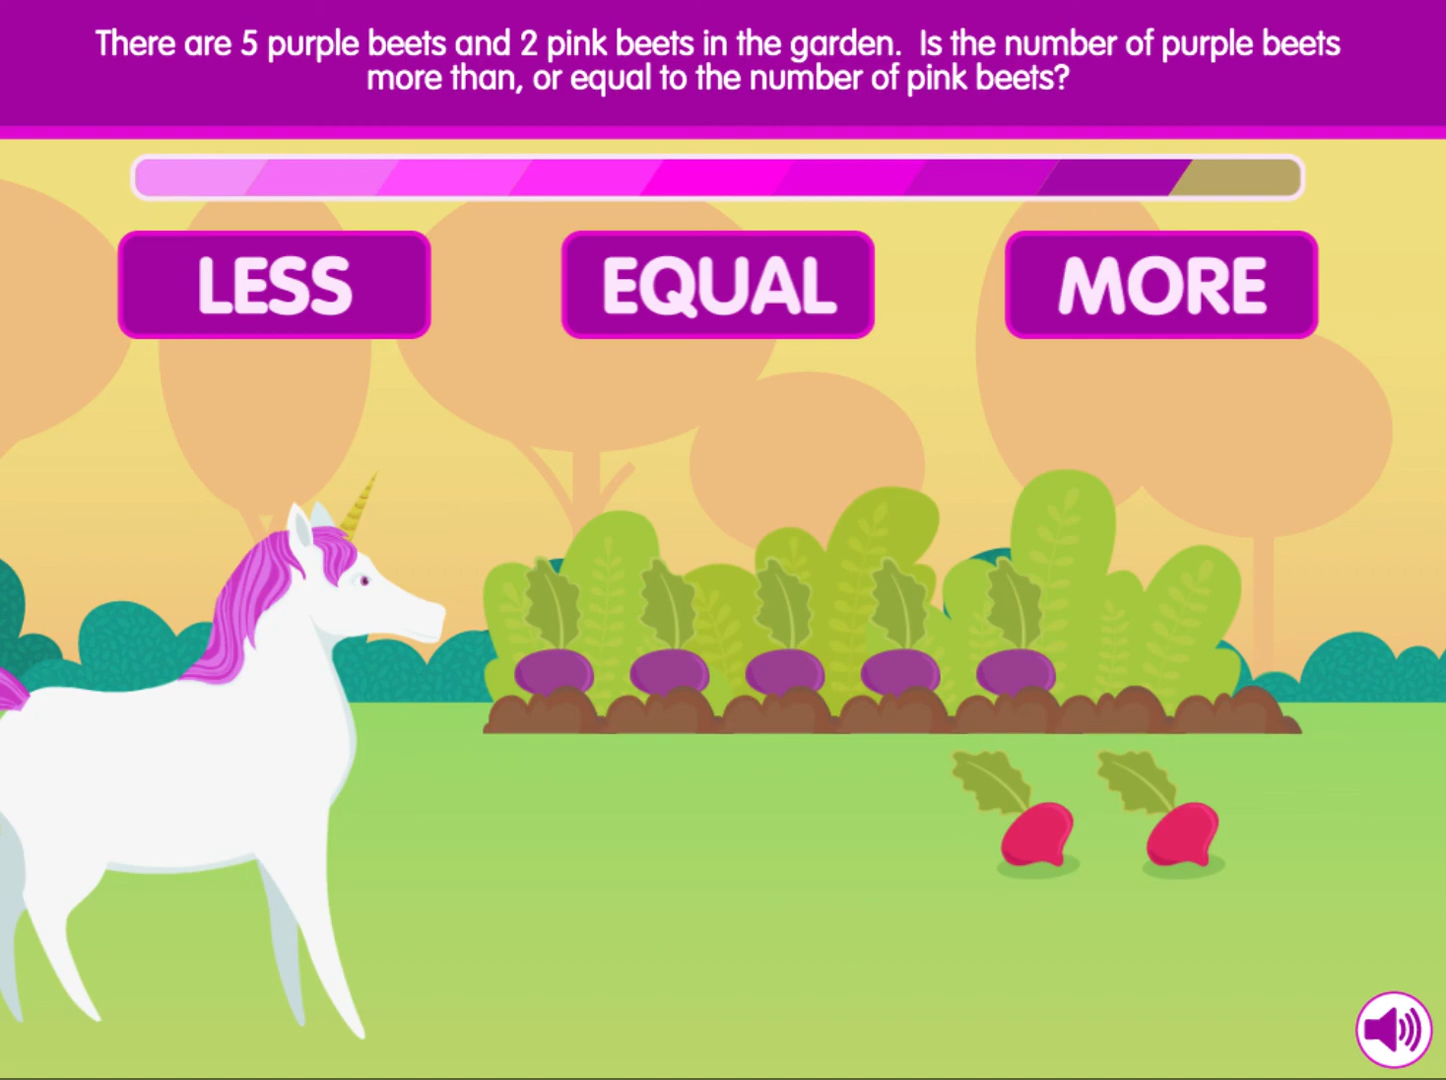 There are 5 purple beets and 2 pink beets in the garden.  Is the number of purple beets
more than, or equal to the number of pink beets?
LESS
EQUAL
MORE